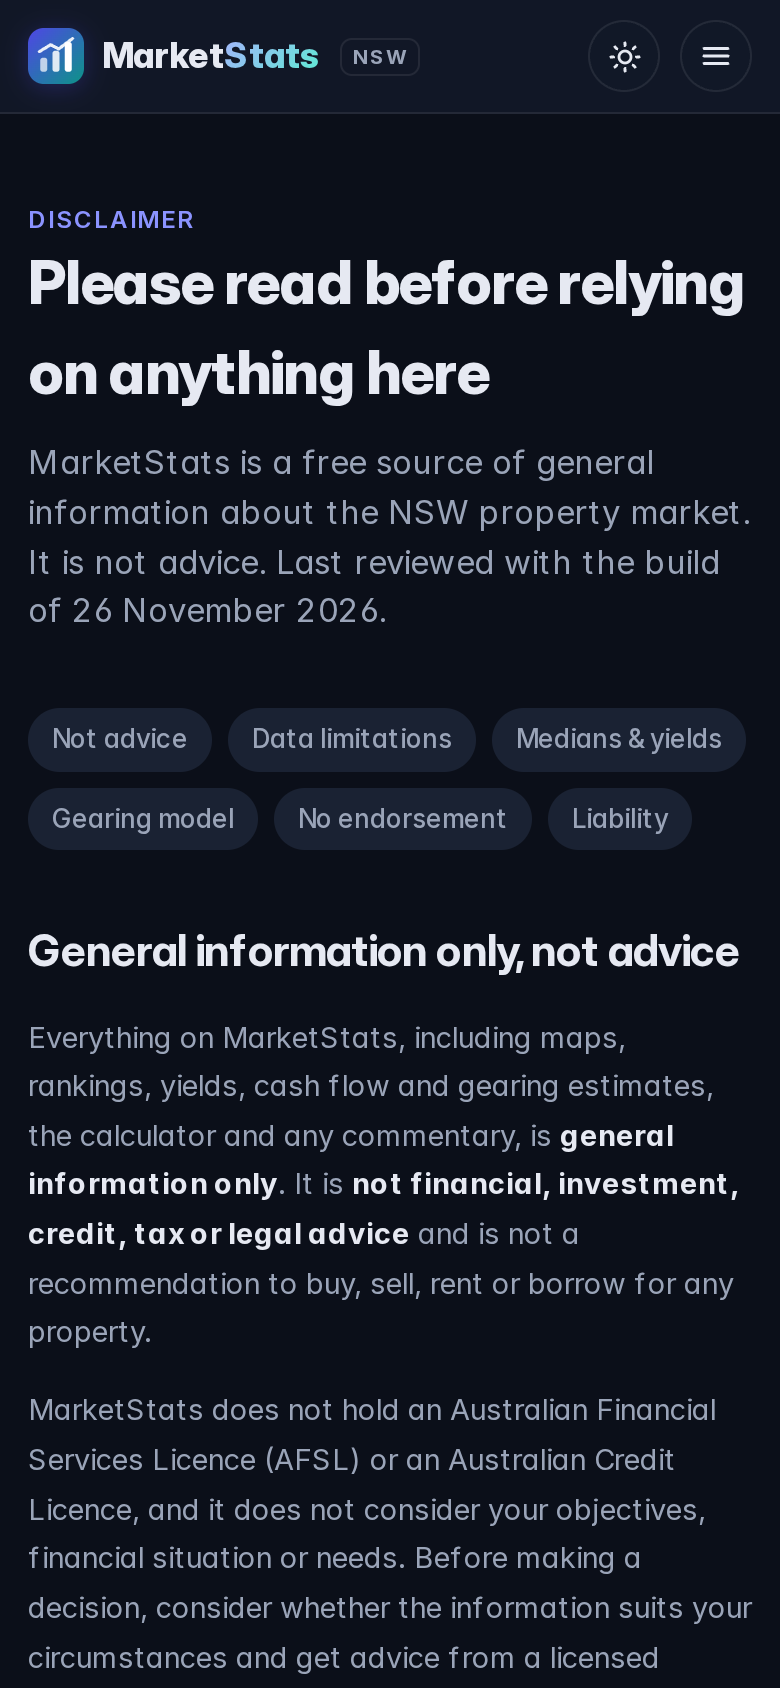 MarketStats NSW
DISCLAIMER
Please read before relying
on anything here
MarketStats is a free source of general
information about the NSW property market.
It is not advice. Last reviewed with the build
of 26 November 2026.
Not advice Data limitations Medians & yields
Gearing model No endorsement Liability
General information only, not advice
Everything on MarketStats, including maps,
rankings, yields, cash flow and gearing estimates,
the calculator and any commentary, is general
information only. It is not financial, investment,
credit, tax or legal advice and is not a
recommendation to buy, sell, rent or borrow for any
property.
MarketStats does not hold an Australian Financial
Services Licence (AFSL) or an Australian Credit
Licence, and it does not consider your objectives,
financial situation or needs. Before making a
decision, consider whether the information suits your
circumstances and get advice from a licensed